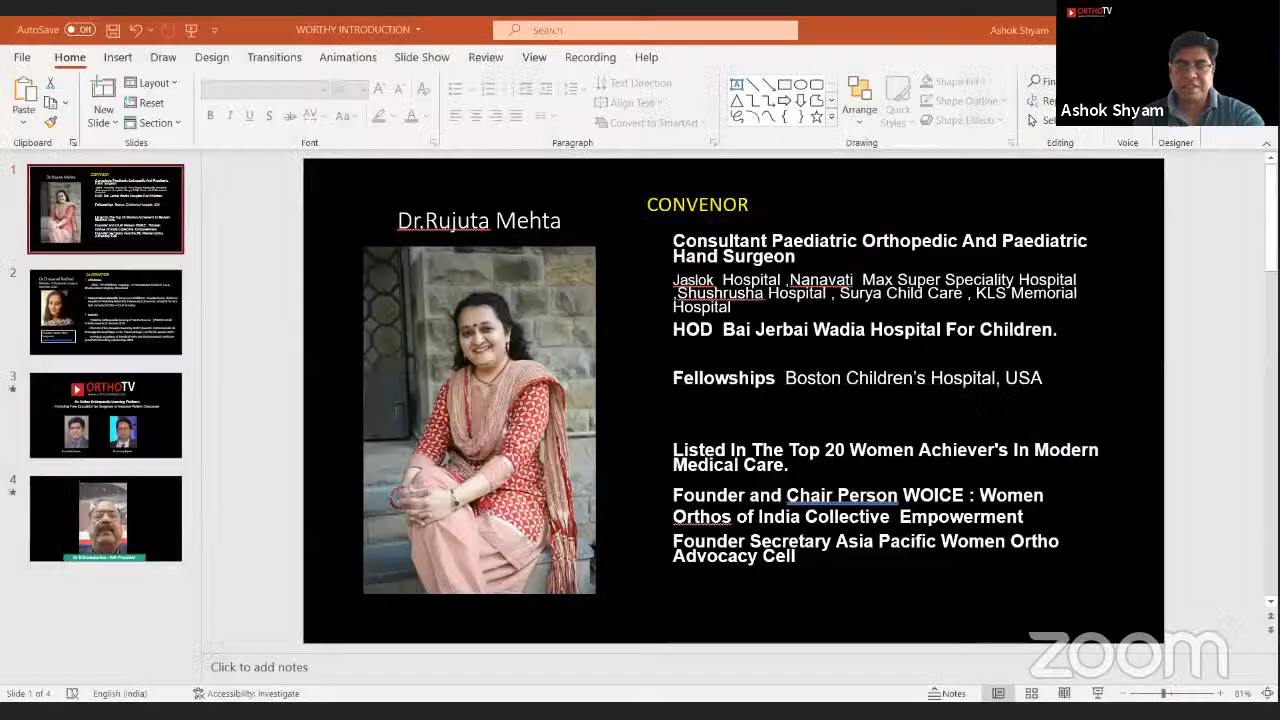 ORTHOTV
AutoSave Off
WORTHY INTRODUCTION
Search
Ashok Shyam
File Home Insert Draw Design Transitions Animations Slide Show Review View Recording Help
Ashok Shyam
Paste
New
Slide
Layout
Reset
Section
Text Direction
Align Text
Convert to SmartArt
Arrange
Quick
Styles
Shape Fill
Shape Outline
Shape Effects
Clipboard
Slides
Font
Paragraph
Drawing
Editing
Voice
Designer
1
2
3
ORTHOTV
4
Dr.Rujuta Mehta
CONVENOR
Consultant Paediatric Orthopedic And Paediatric
Hand Surgeon
Jaslok Hospital ,Nanavati Max Super Speciality Hospital
,Shushrusha Hospital , Surya Child Care , KLS Memorial
Hospital
HOD Bai Jerbai Wadia Hospital For Children.
Fellowships Boston Children's Hospital, USA
Listed In The Top 20 Women Achiever's In Modern
Medical Care.
Founder and Chair Person WOICE : Women
Orthos of India Collective Empowerment
Founder Secretary Asia Pacific Women Ortho
Advocacy Cell
zoom
Click to add notes
Slide 1 of 4
English (India)
Accessibility: Investigate
Notes
81%